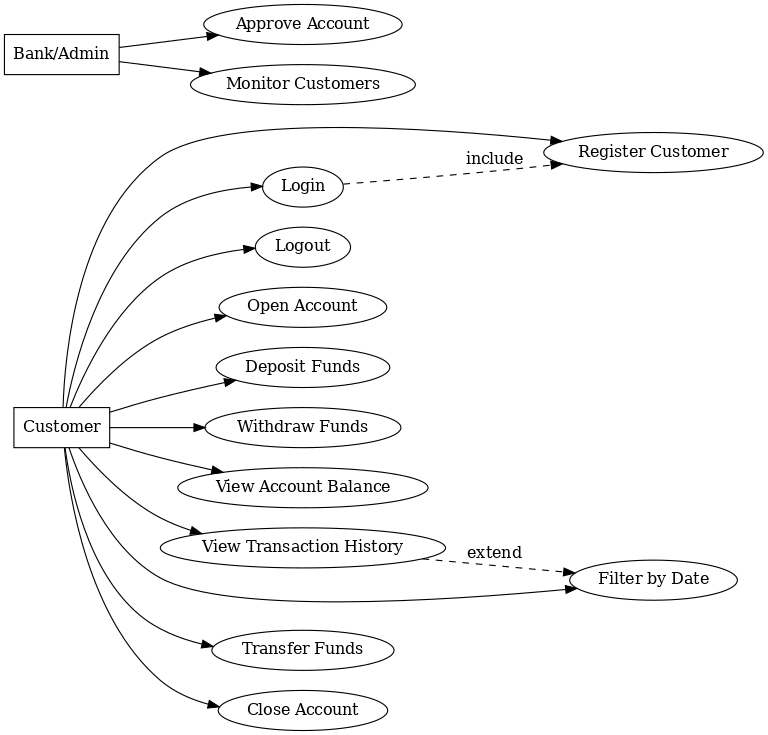 Approve Account
Bank/Admin
Monitor Customers
Register Customer
include
Login
Logout
Open Account
Deposit Funds
Customer
Withdraw Funds
View Account Balance
View Transaction History
extend
Filter by Date
Transfer Funds
Close Account